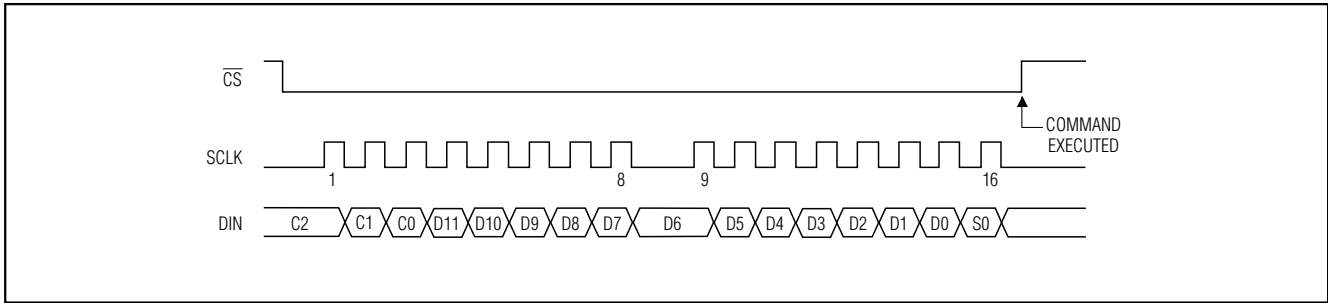 CS
COMMAND
EXECUTED
SCLK
1 8 9 16
DIN C2 C1 C0 D11 D10 D9 D8 D7 D6 D5 D4 D3 D2 D1 D0 S0